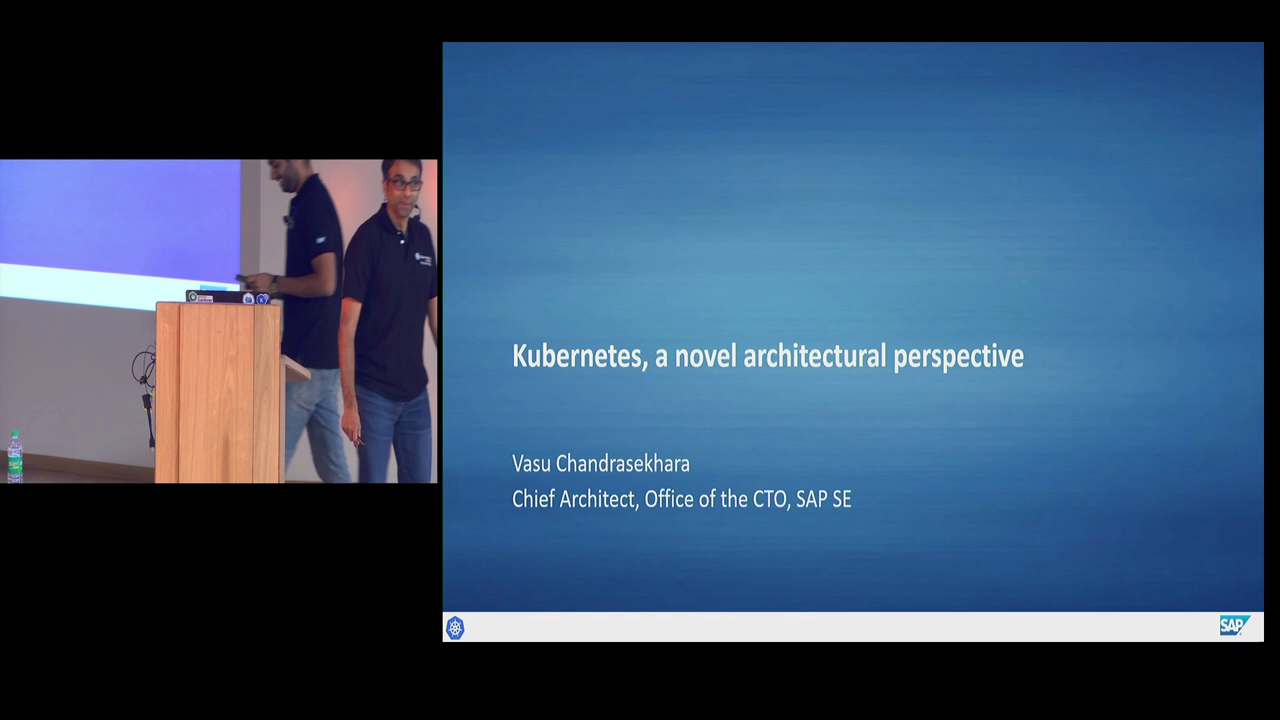 Kubernetes, a novel architectural perspective
Vasu Chandrasekhara
Chief Architect, Office of the CTO, SAP SE
SAP